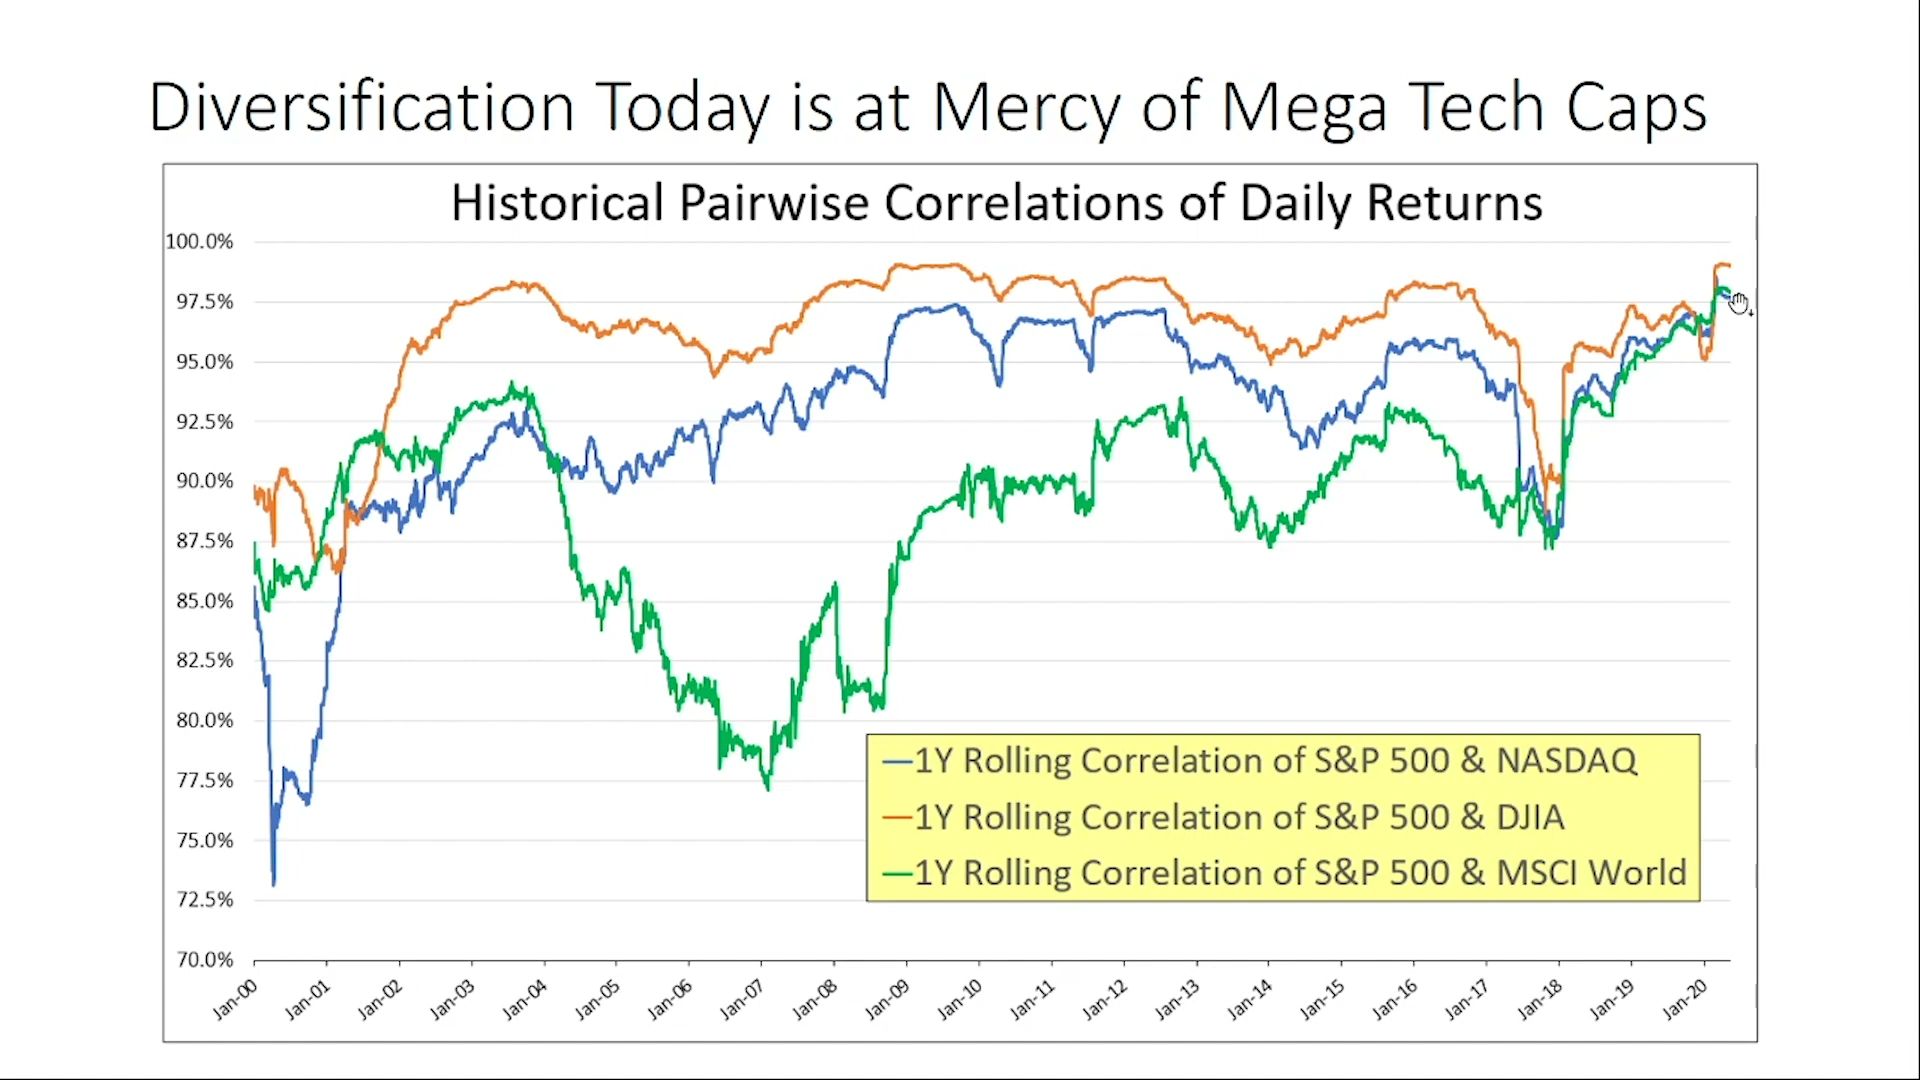 Diversification Today is at Mercy of Mega Tech Caps
Historical Pairwise Correlations of Daily Returns
100.0%
97.5%
95.0%
92.5%
90.0%
87.5%
85.0%
82.5%
80.0%
77.5%
75.0%
72.5%
70.0%
1Y Rolling Correlation of S&P 500 & NASDAQ
1Y Rolling Correlation of S&P 500 & DJIA
1Y Rolling Correlation of S&P 500 & MSCI World
Jan-00
Jan-01
Jan-02
Jan-03
Jan-04
Jan-05
Jan-06
Jan-07
Jan-08
Jan-09
Jan-10
Jan-11
Jan-12
Jan-13
Jan-14
Jan-15
Jan-16
Jan-17
Jan-18
Jan-19
Jan-20